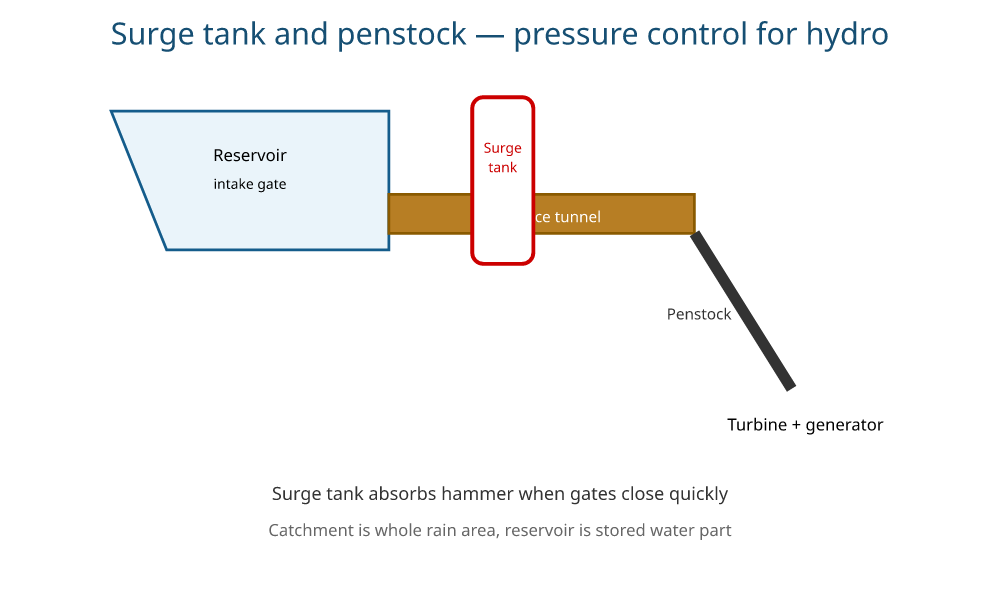 Surge tank and penstock — pressure control for hydro
Reservoir
intake gate
Surge
tank
tunnel
Penstock
Turbine + generator
Surge tank absorbs hammer when gates close quickly
Catchment is whole rain area, reservoir is stored water part